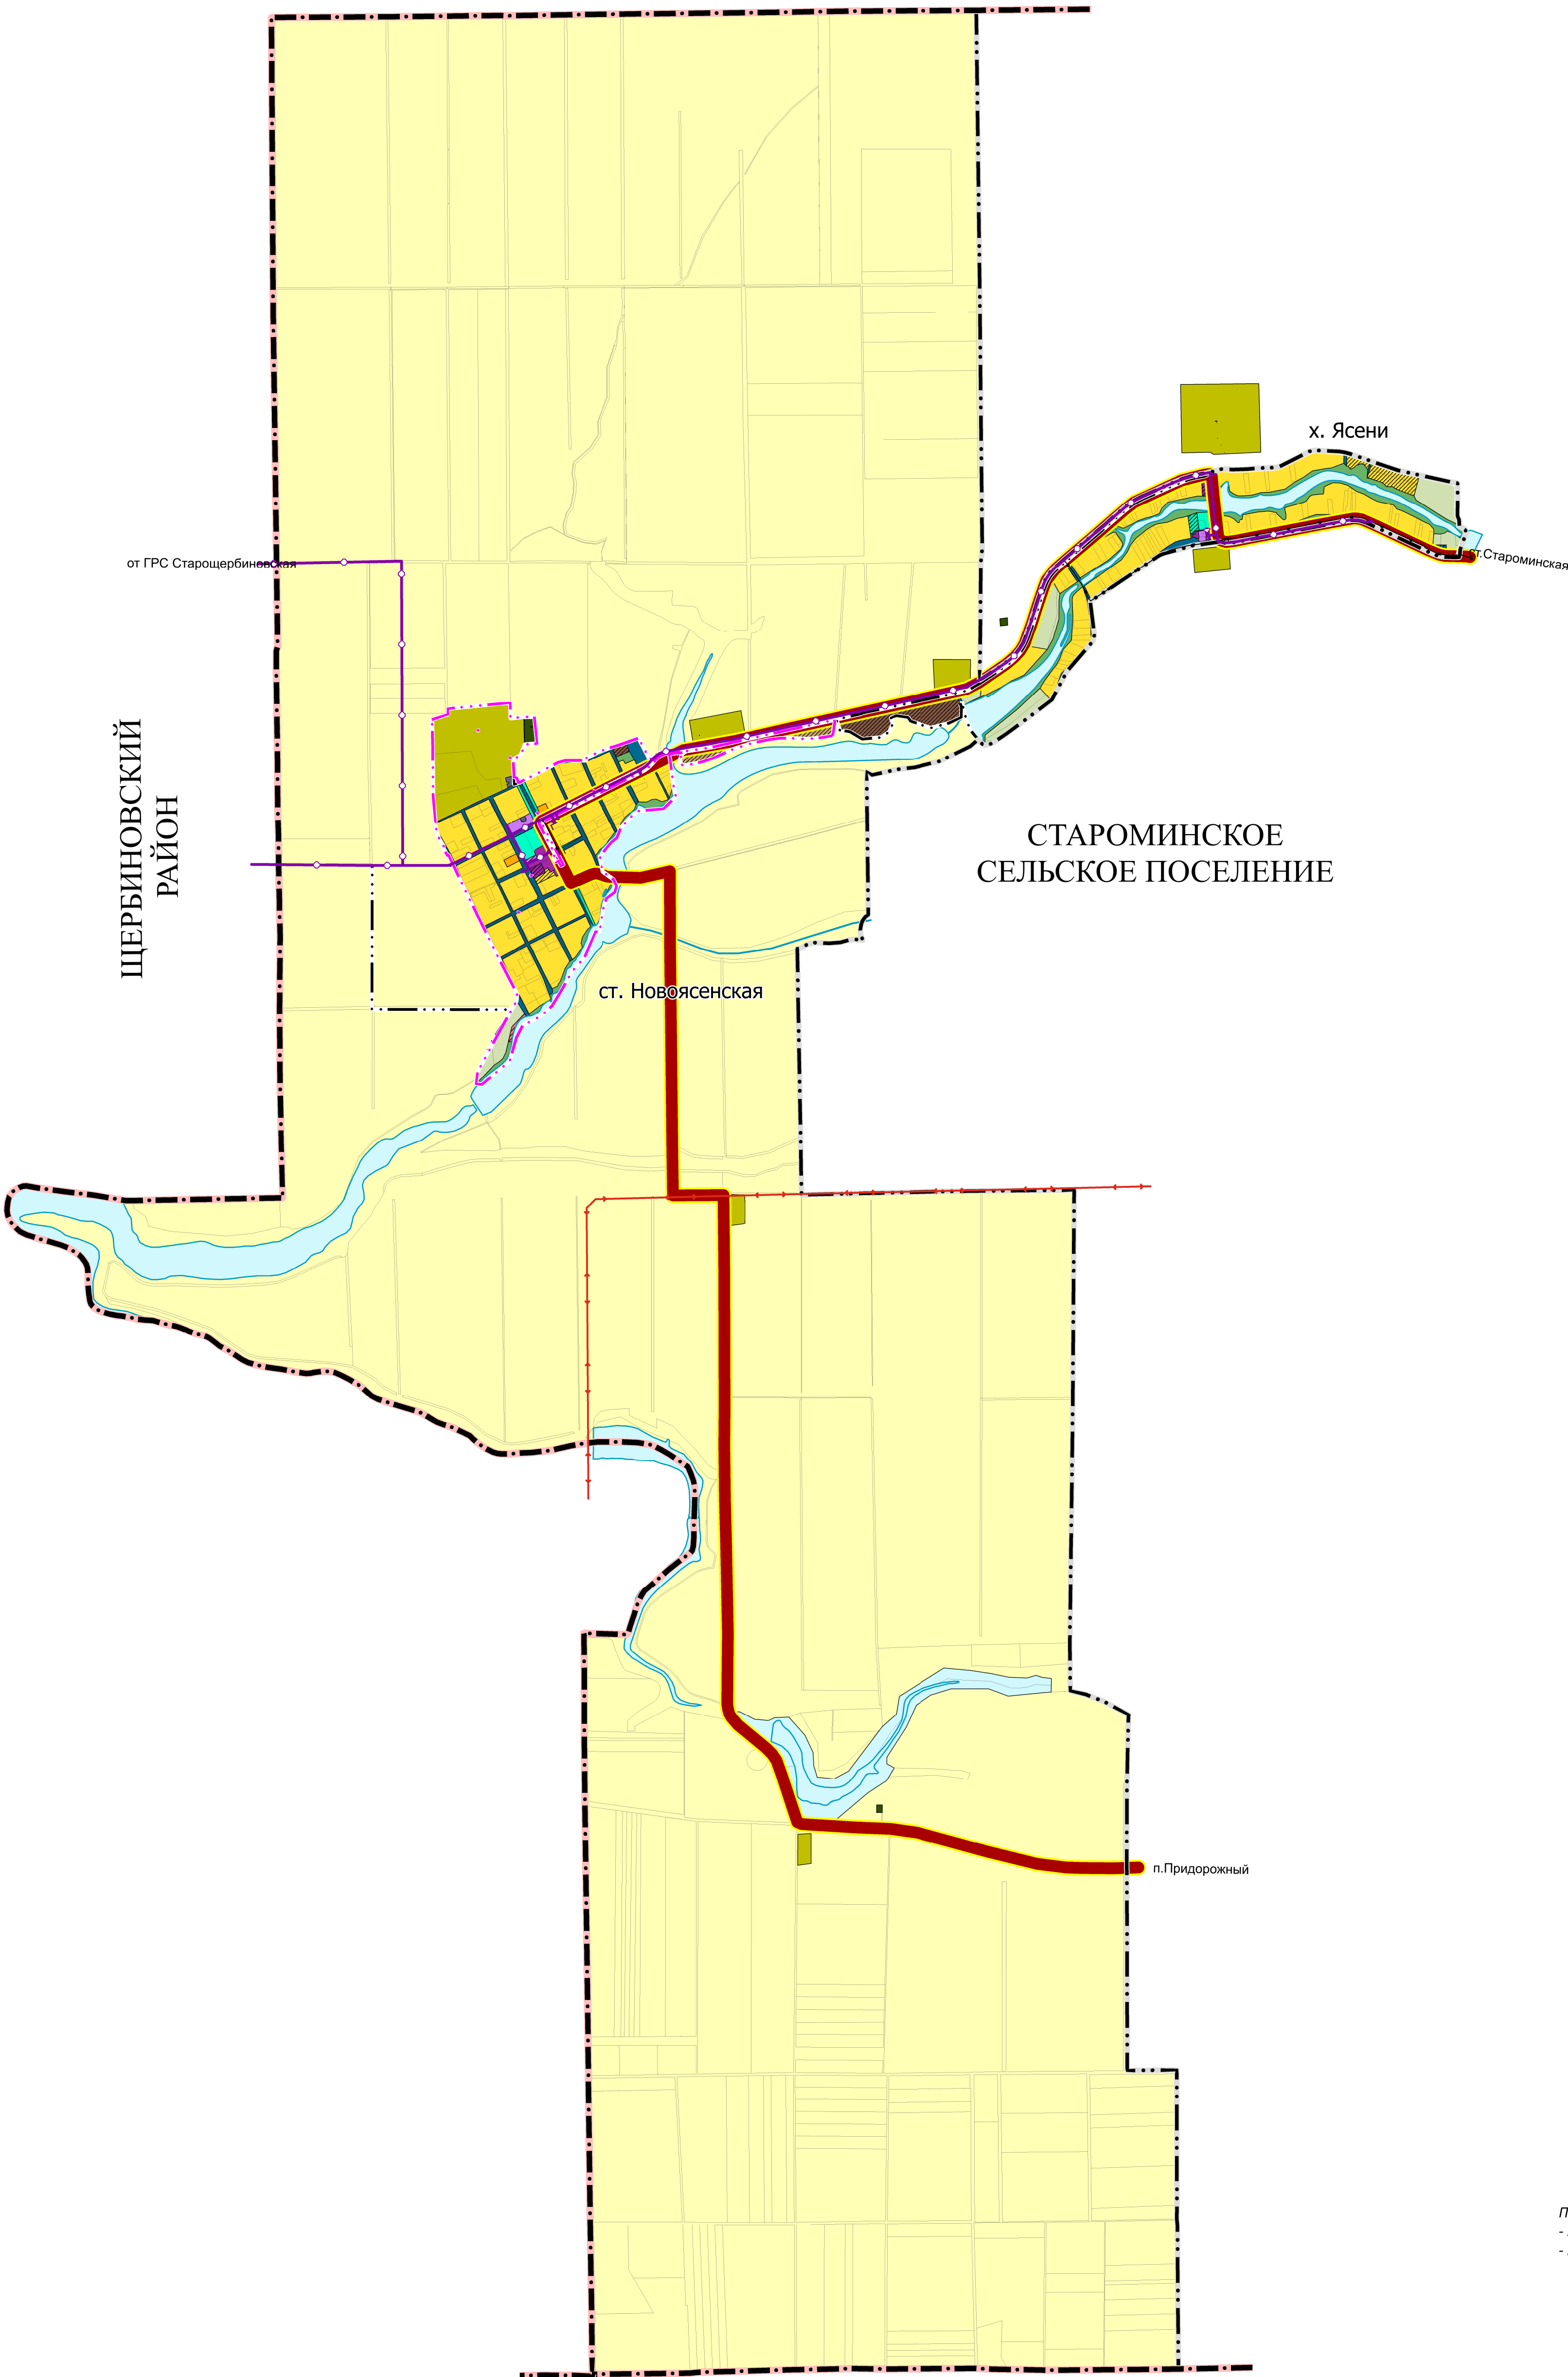 х. Ясени
ст.Староминская
от ГРС Старощербиновская
ЩЕРБИНОВСКИЙ
РАЙОН
СТАРОМИНСКОЕ
СЕЛЬСКОЕ ПОСЕЛЕНИЕ
ст. Новоясенская
п.Придорожный